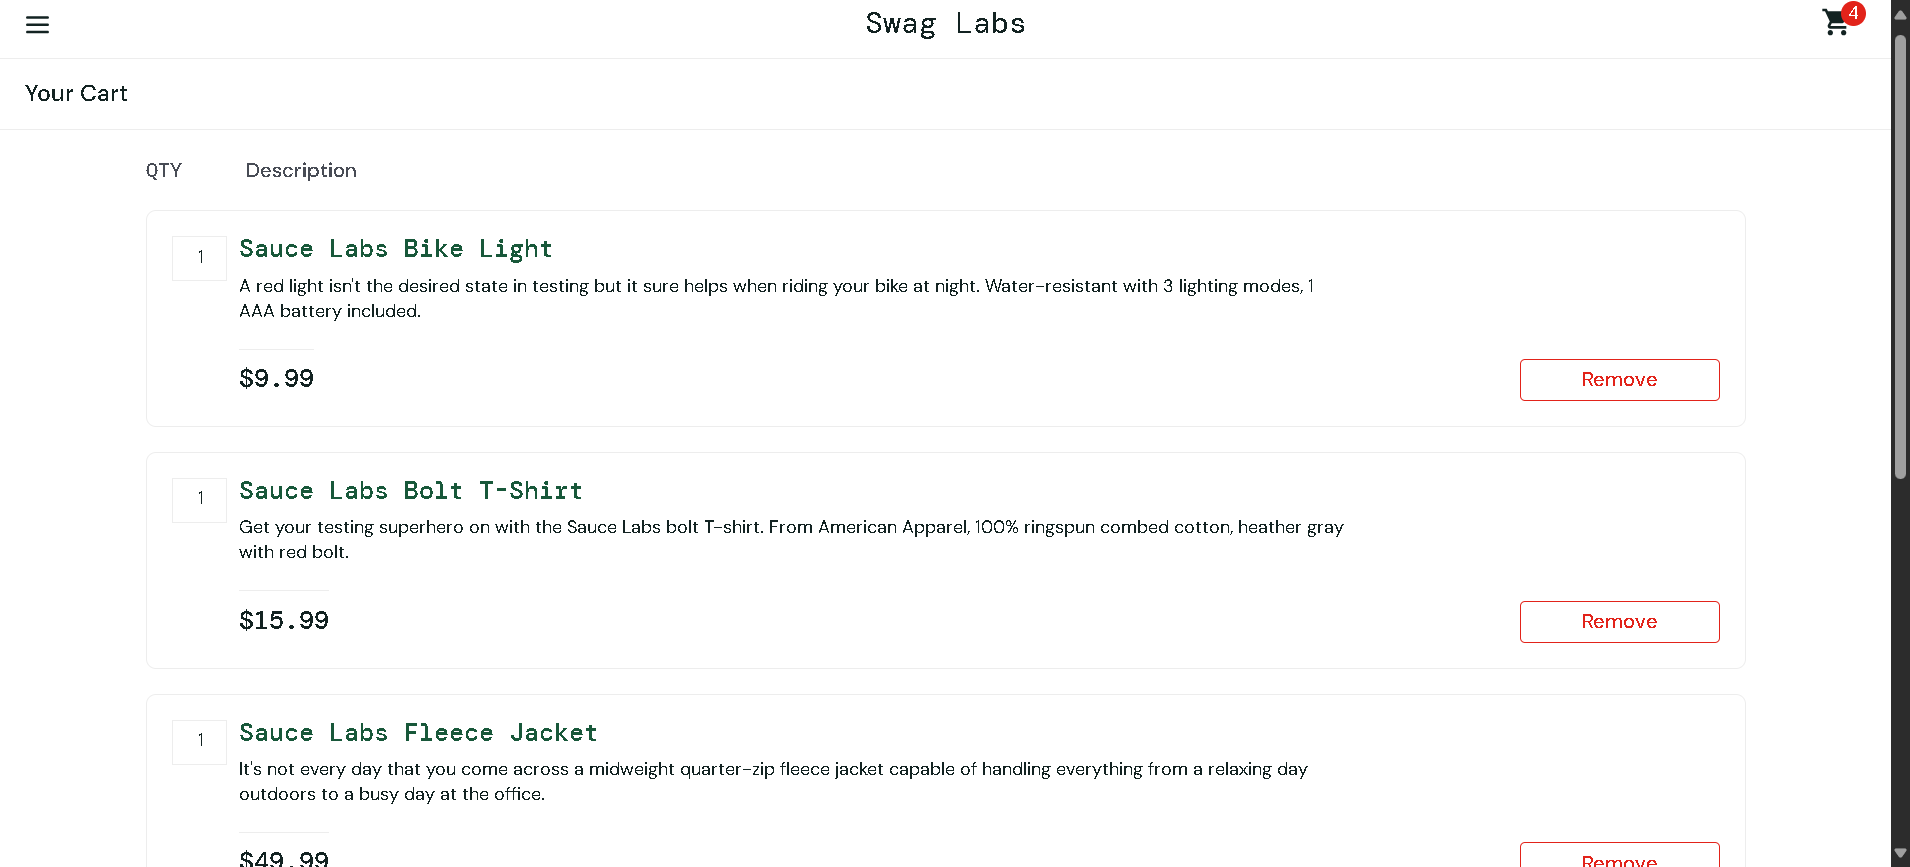 Swag Labs
4
Your Cart
QTY Description
1
Sauce Labs Bike Light
A red light isn't the desired state in testing but it sure helps when riding your bike at night. Water-resistant with 3 lighting modes, 1
AAA battery included.
$9.99
Remove
1
Sauce Labs Bolt T-Shirt
Get your testing superhero on with the Sauce Labs bolt T-shirt. From American Apparel, 100% ringspun combed cotton, heather gray
with red bolt.
$15.99
Remove
1
Sauce Labs Fleece Jacket
It's not every day that you come across a midweight quarter-zip fleece jacket capable of handling everything from a relaxing day
outdoors to a busy day at the office.
$49.99
Remove